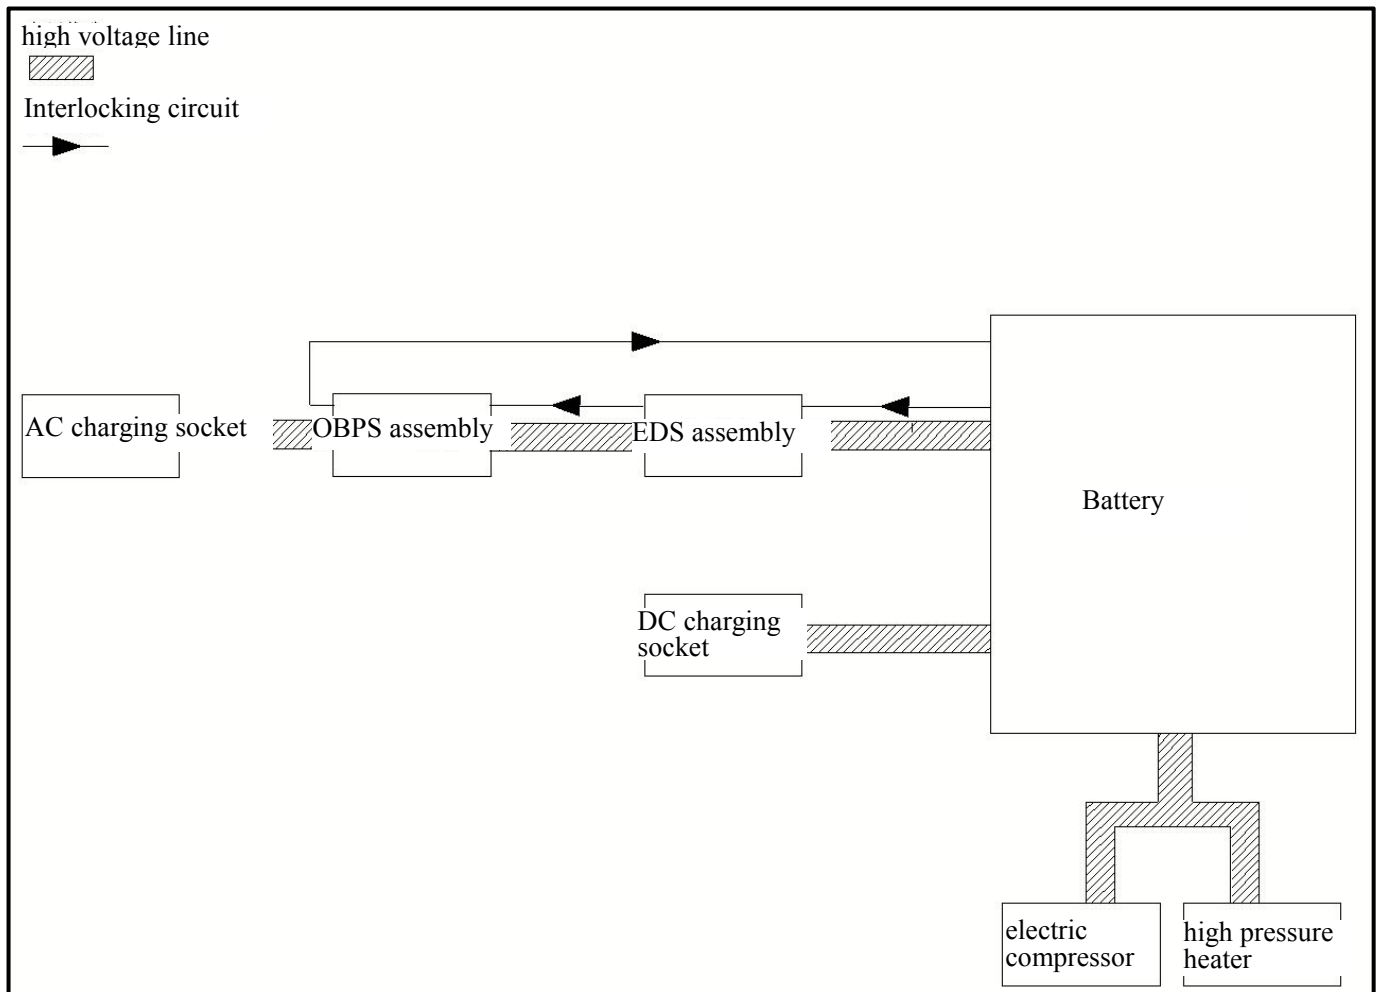 high voltage line
Interlocking circuit
AC charging socket
OBPS assembly
EDS assembly
Battery
DC charging
socket
electric
compressor
high pressure
heater